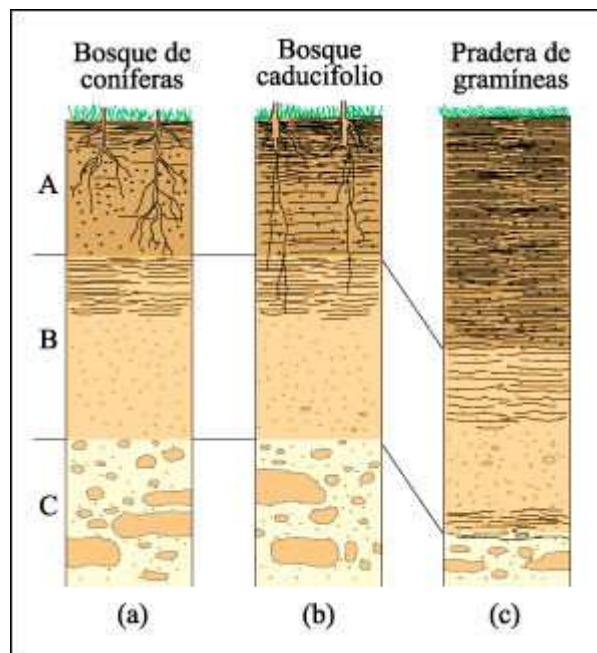 Bosque de
coníferas
Bosque
caducifolio
Pradera de
gramíneas
A
B
C
(a)
(b)
(c)